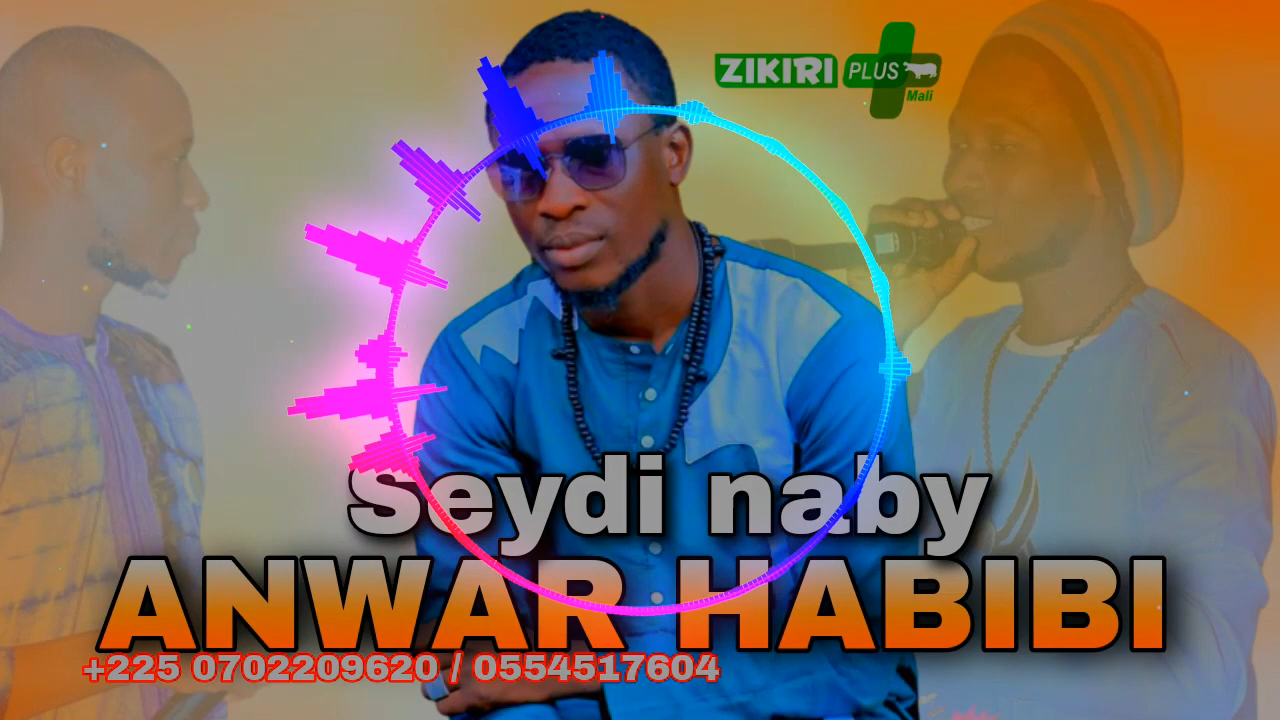 ZIKIRI PLUS
Mali
Seydi naby
ANWAR HABIBI
+225 0702209620 / 0554517604